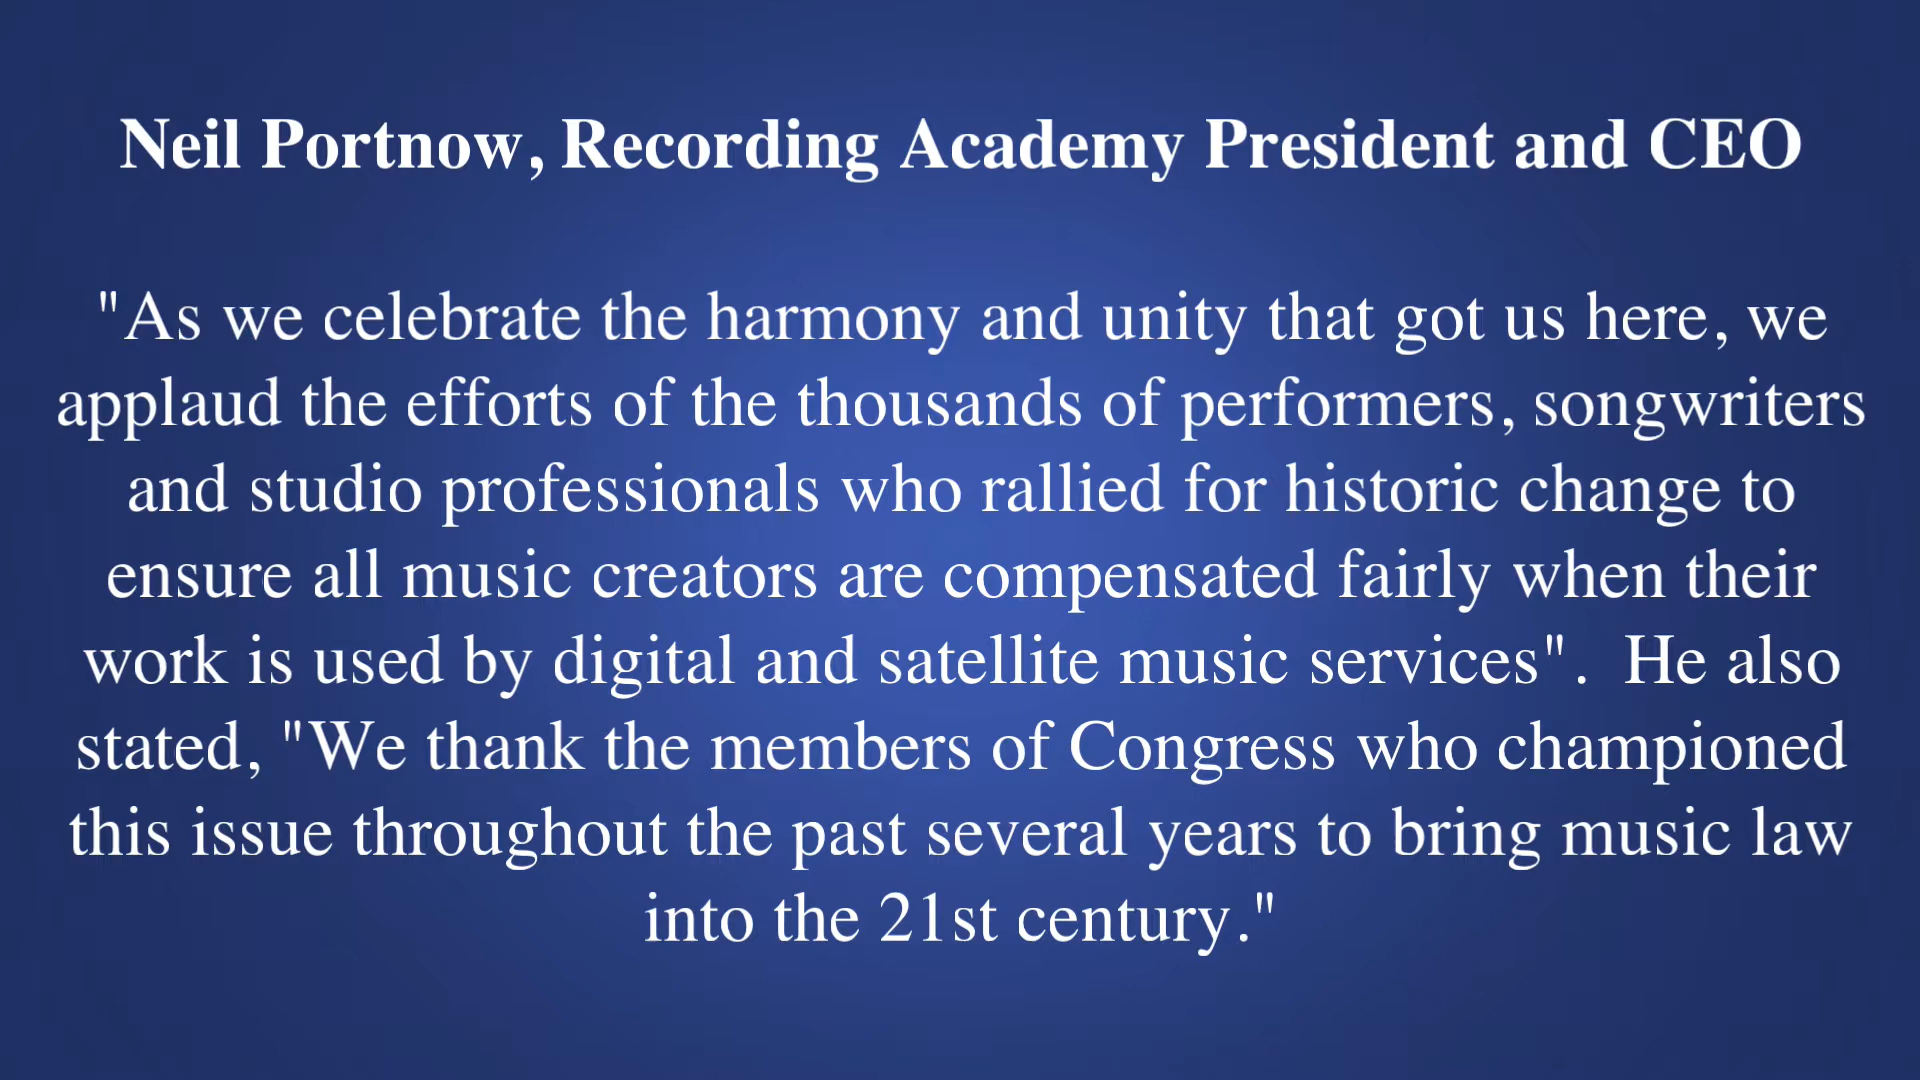 Neil Portnow, Recording Academy President and CEO
"As we celebrate the harmony and unity that got us here, we
applaud the efforts of the thousands of performers, songwriters
and studio professionals who rallied for historic change to
ensure all music creators are compensated fairly when their
work is used by digital and satellite music services".  He also
stated, "We thank the members of Congress who championed
this issue throughout the past several years to bring music law
into the 21st century."